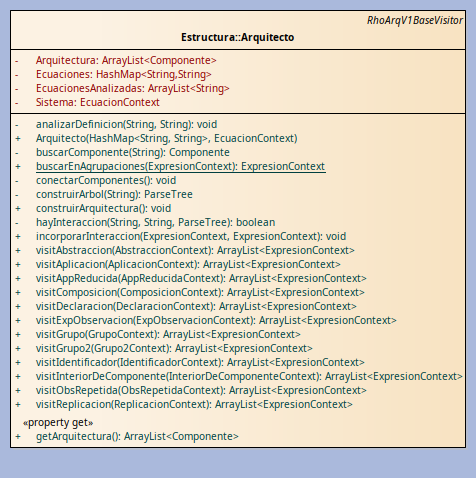 RhoArqV1BaseVisitor
Estructura::Arquitecto
- Arquitectura: ArrayList<Componente>
- Ecuaciones: HashMap<String,String>
- EcuacionesAnalizadas: ArrayList<String>
- Sistema: EcuacionContext
- analizarDefinicion(String, String): void
+ Arquitecto(HashMap<String, String>, EcuacionContext)
- buscarComponente(String): Componente
+ buscarEnAgrupaciones(ExpresionContext): ExpresionContext
- conectarComponentes(): void
- construirArbol(String): ParseTree
+ construirArquitectura(): void
- hayInteraccion(String, String, ParseTree): boolean
+ incorporarInteraccion(ExpresionContext, ExpresionContext): void
+ visitAbstraccion(AbstraccionContext): ArrayList<ExpresionContext>
+ visitAplicacion(AplicacionContext): ArrayList<ExpresionContext>
+ visitAppReducida(AppReducidaContext): ArrayList<ExpresionContext>
+ visitComposicion(ComposicionContext): ArrayList<ExpresionContext>
+ visitDeclaracion(DeclaracionContext): ArrayList<ExpresionContext>
+ visitExpObservacion(ExpObservacionContext): ArrayList<ExpresionContext>
+ visitGrupo(GrupoContext): ArrayList<ExpresionContext>
+ visitGrupo2(Grupo2Context): ArrayList<ExpresionContext>
+ visitIdentificador(IdentificadorContext): ArrayList<ExpresionContext>
+ visitInteriorDeComponente(InteriorDeComponenteContext): ArrayList<ExpresionContext>
+ visitObsRepetida(ObsRepetidaContext): ArrayList<ExpresionContext>
+ visitReplicacion(ReplicacionContext): ArrayList<ExpresionContext>
«property get»
+ getArquitectura(): ArrayList<Componente>